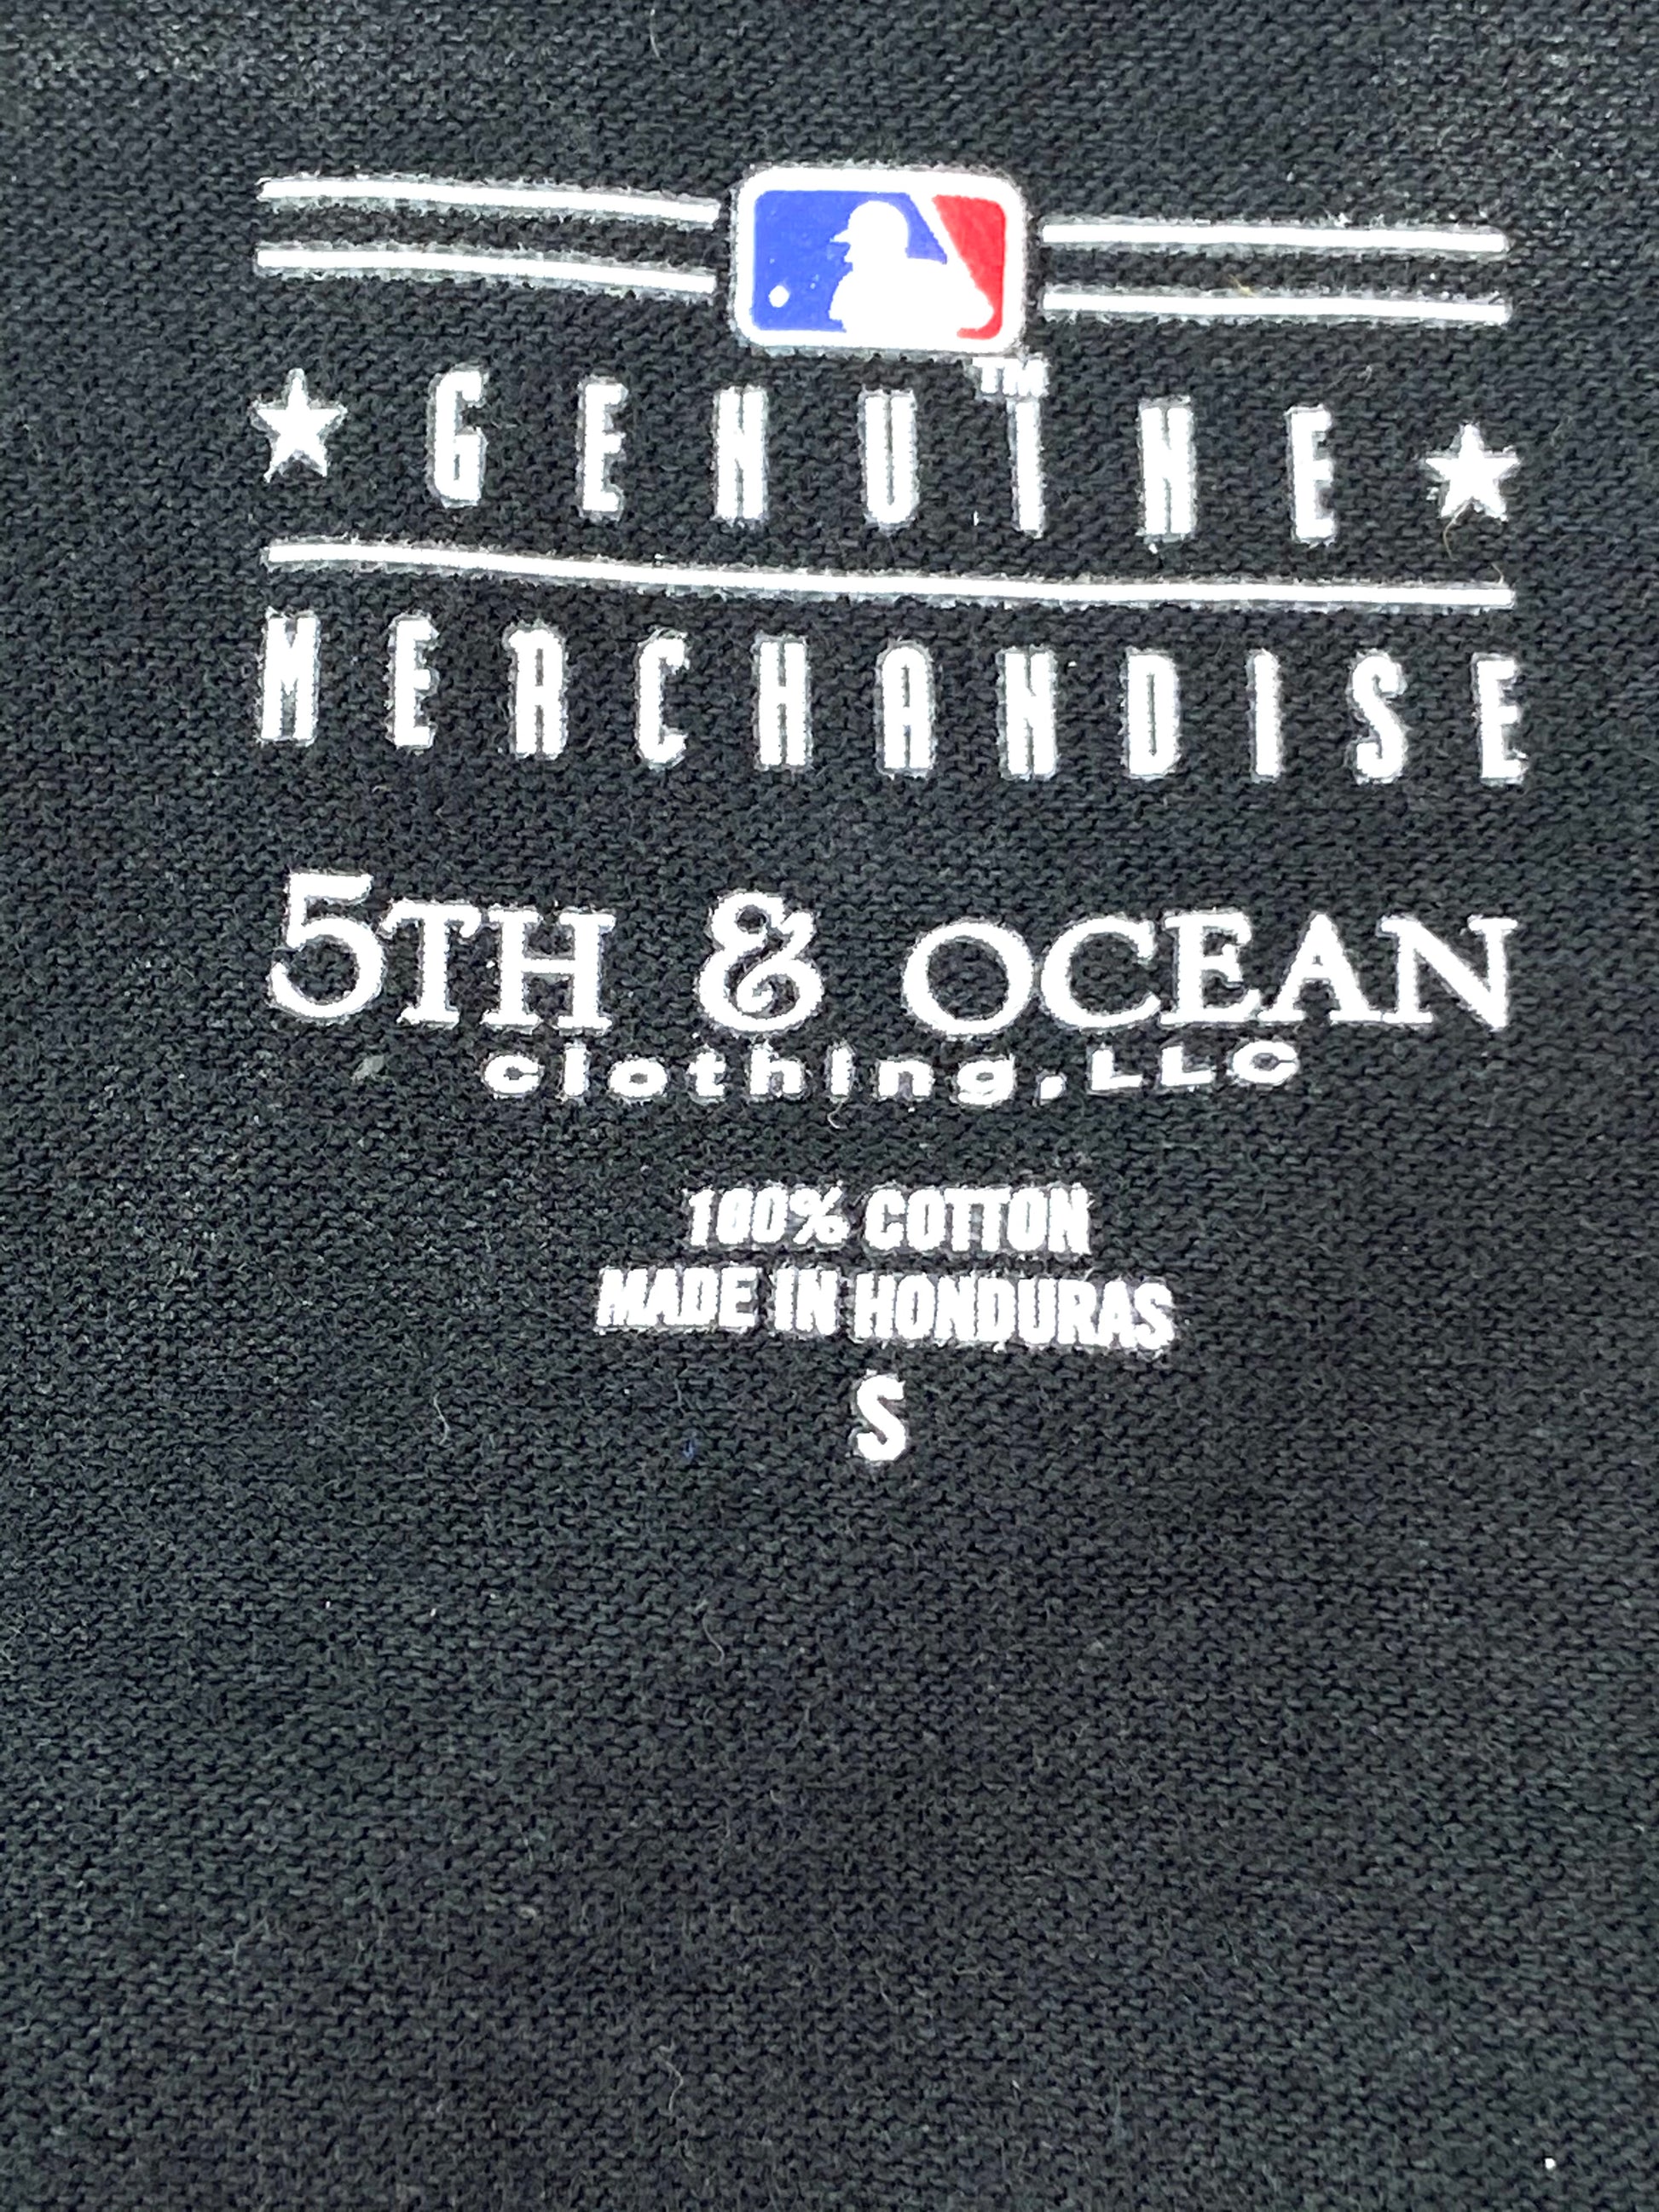 TM
GENUINE
MERCHANDISE
5TH & OCEAN
clothing, LLC
100% COTTON
MADE IN HONDURAS
S